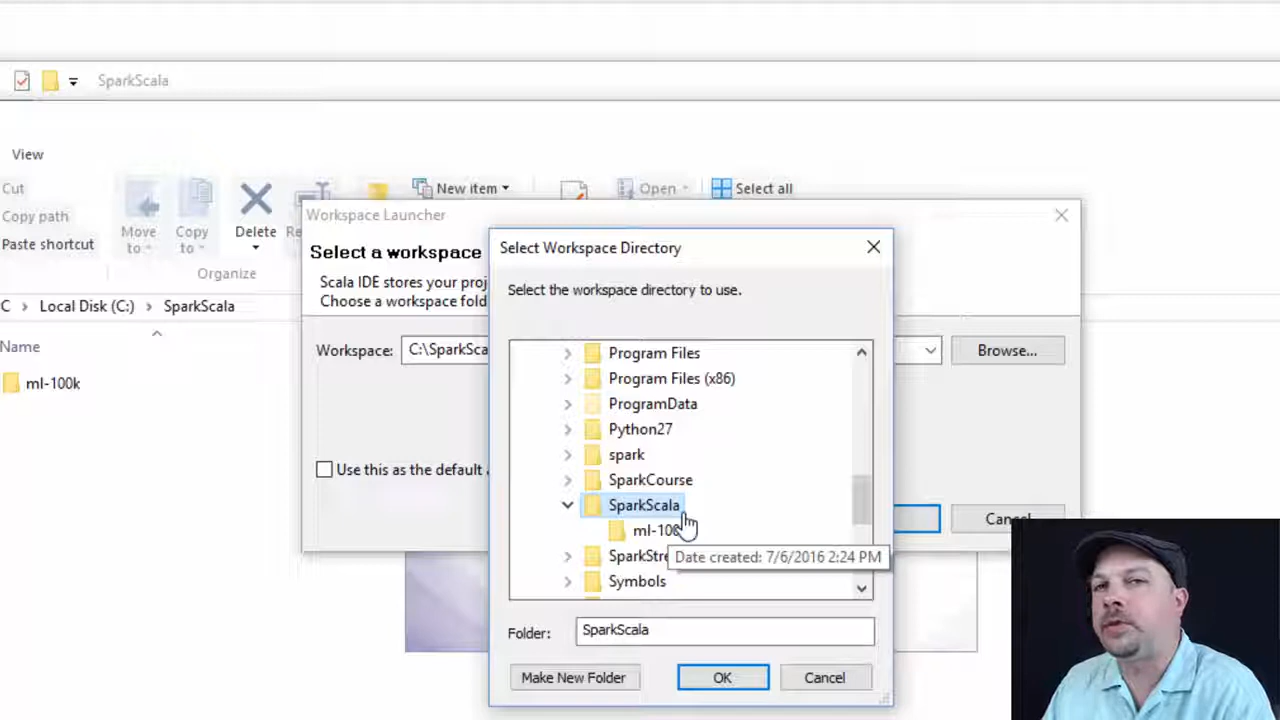 SparkScala
View
Cut
Copy path
Paste shortcut
Move to
Copy to
Delete
New item
Open
Select all
Organize
C > Local Disk (C:) > SparkScala
Name
ml-100k
Workspace Launcher
Select a workspace
Scala IDE stores your proj
Choose a workspace fold
Workspace: C:\SparkSca
Browse...
Use this as the default
Select Workspace Directory
Select the workspace directory to use.
Program Files
Program Files (x86)
ProgramData
Python27
spark
SparkCourse
SparkScala
ml-100
SparkStre
Date created: 7/6/2016 2:24 PM
Symbols
Folder: SparkScala
Make New Folder
OK
Cancel
Cancel